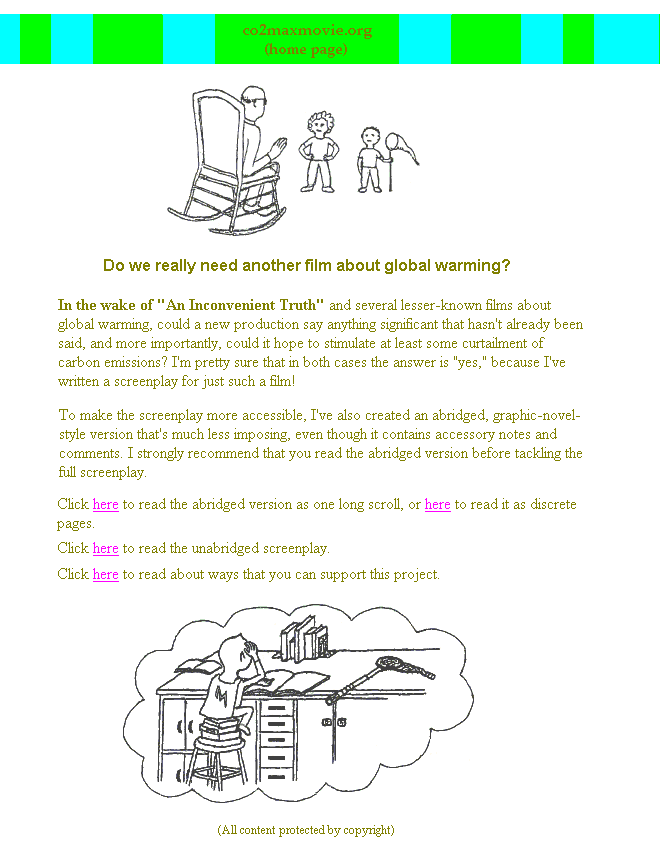 co2maxmovie.org
(home page)
Do we really need another film about global warming?
In the wake of "An Inconvenient Truth" and several lesser-known films about
global warming, could a new production say anything significant that hasn't already been
said, and more importantly, could it hope to stimulate at least some curtailment of
carbon emissions? I'm pretty sure that in both cases the answer is "yes," because I've
written a screenplay for just such a film!
To make the screenplay more accessible, I've also created an abridged, graphic-novel-
style version that's much less imposing, even though it contains accessory notes and
comments. I strongly recommend that you read the abridged version before tackling the
full screenplay.
Click here to read the abridged version as one long scroll, or here to read it as discrete
pages.
Click here to read the unabridged screenplay.
Click here to read about ways that you can support this project.
M
(All content protected by copyright)